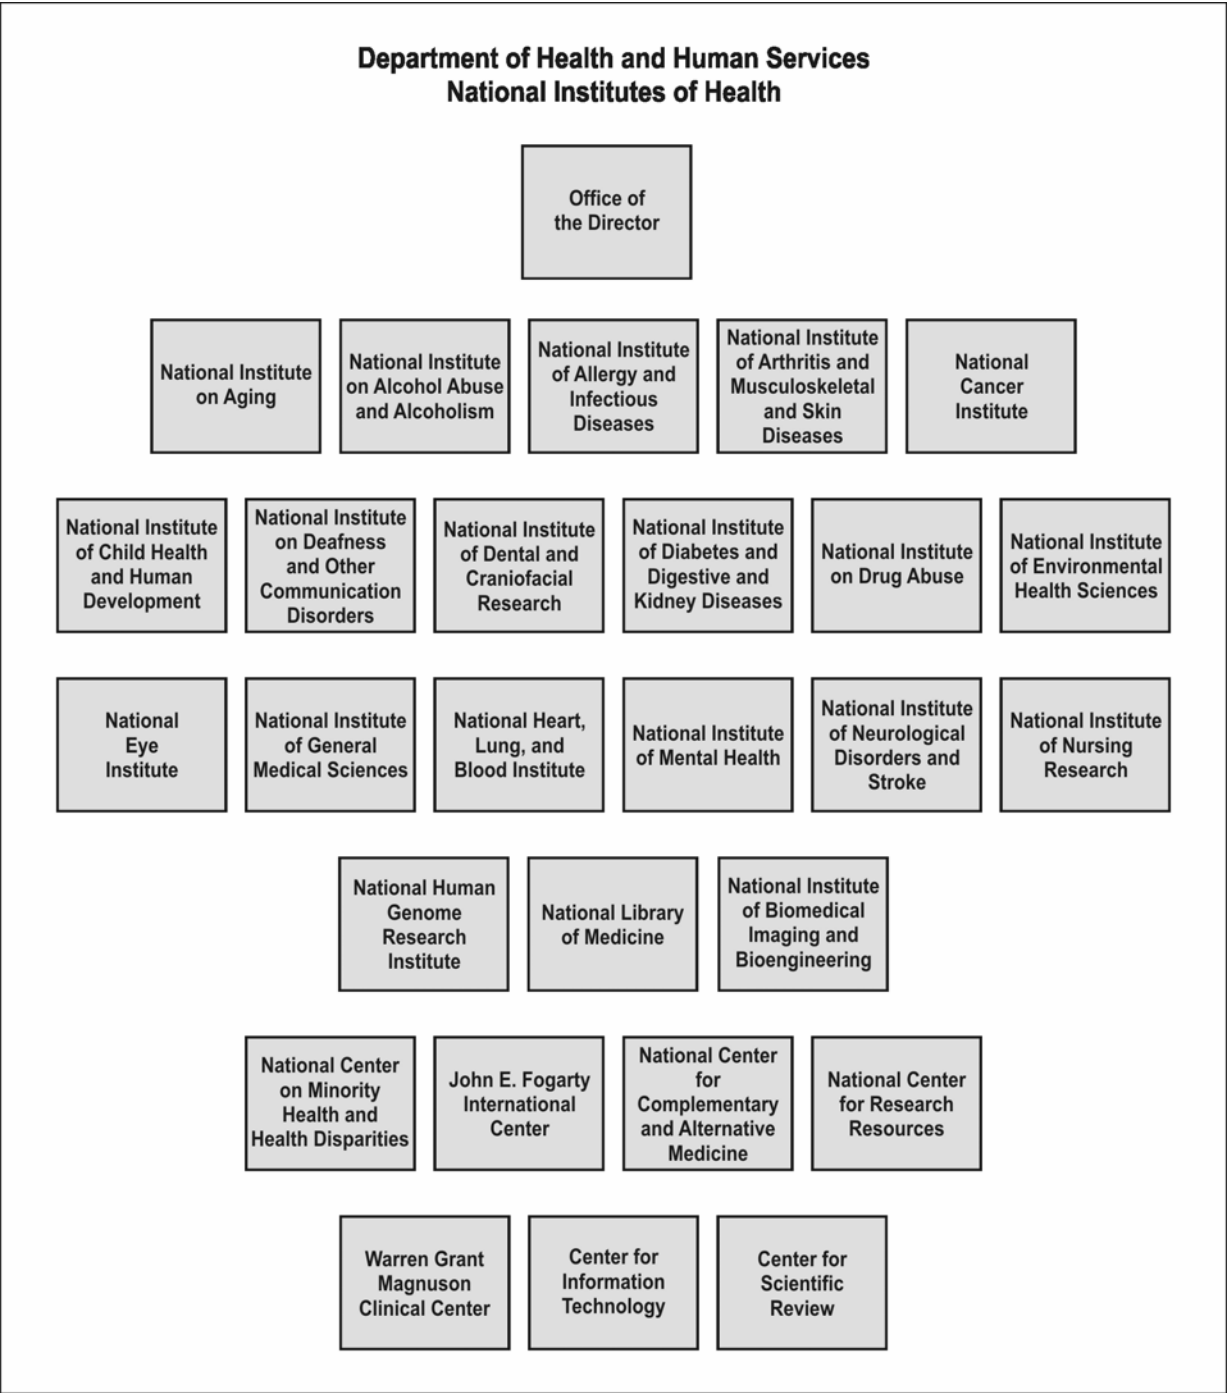 Department of Health and Human Services
National Institutes of Health
Office of
the Director
National Institute
on Aging
National Institute
on Alcohol Abuse
and Alcoholism
National Institute
of Allergy and
Infectious
Diseases
National Institute
of Arthritis and
Musculoskeletal
and Skin
Diseases
National
Cancer
Institute
National Institute
of Child Health
and Human
Development
National Institute
on Deafness
and Other
Communication
Disorders
National Institute
of Dental and
Craniofacial
Research
National Institute
of Diabetes and
Digestive and
Kidney Diseases
National Institute
on Drug Abuse
National Institute
of Environmental
Health Sciences
National
Eye
Institute
National Institute
of General
Medical Sciences
National Heart,
Lung, and
Blood Institute
National Institute
of Mental Health
National Institute
of Neurological
Disorders and
Stroke
National Institute
of Nursing
Research
National Human
Genome
Research
Institute
National Library
of Medicine
National Institute
of Biomedical
Imaging and
Bioengineering
National Center
on Minority
Health and
Health Disparities
John E. Fogarty
International
Center
National Center
for
Complementary
and Alternative
Medicine
National Center
for Research
Resources
Warren Grant
Magnuson
Clinical Center
Center for
Information
Technology
Center for
Scientific
Review